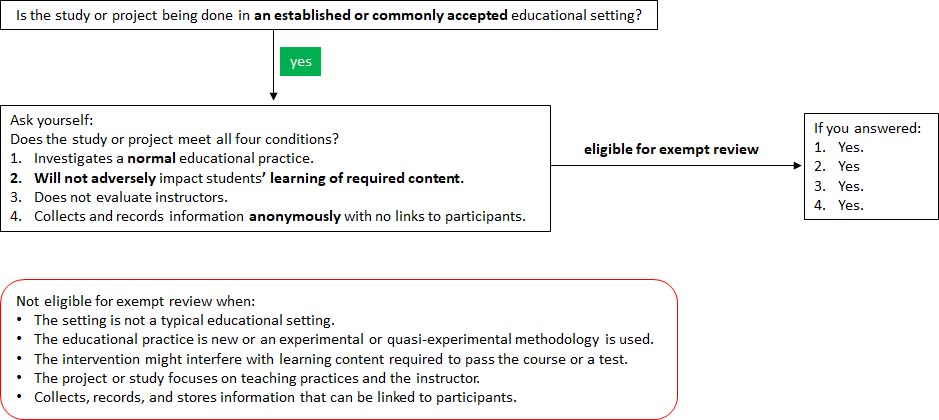 Is the study or project being done in an established or commonly accepted educational setting?
yes
Ask yourself:
Does the study or project meet all four conditions?
1. Investigates a normal educational practice.
2. Will not adversely impact students’ learning of required content.
3. Does not evaluate instructors.
4. Collects and records information anonymously with no links to participants.
eligible for exempt review
If you answered:
1. Yes.
2. Yes
3. Yes.
4. Yes.
Not eligible for exempt review when:
• The setting is not a typical educational setting.
• The educational practice is new or an experimental or quasi-experimental methodology is used.
• The intervention might interfere with learning content required to pass the course or a test.
• The project or study focuses on teaching practices and the instructor.
• Collects, records, and stores information that can be linked to participants.